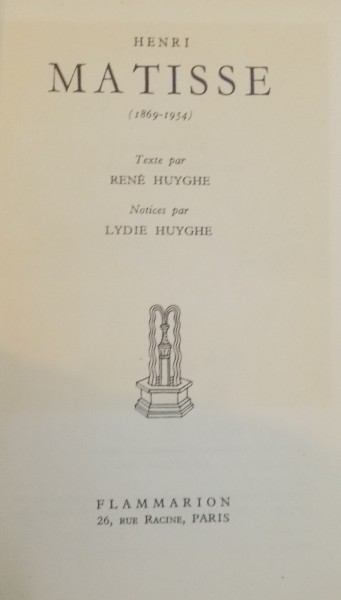 HENRI
MATISSE
(1869-1954)
Texte par
RENÉ HUYGHE
Notices par
LYDIE HUYGHE
FLAMMARION
26, RUE RACINE, PARIS